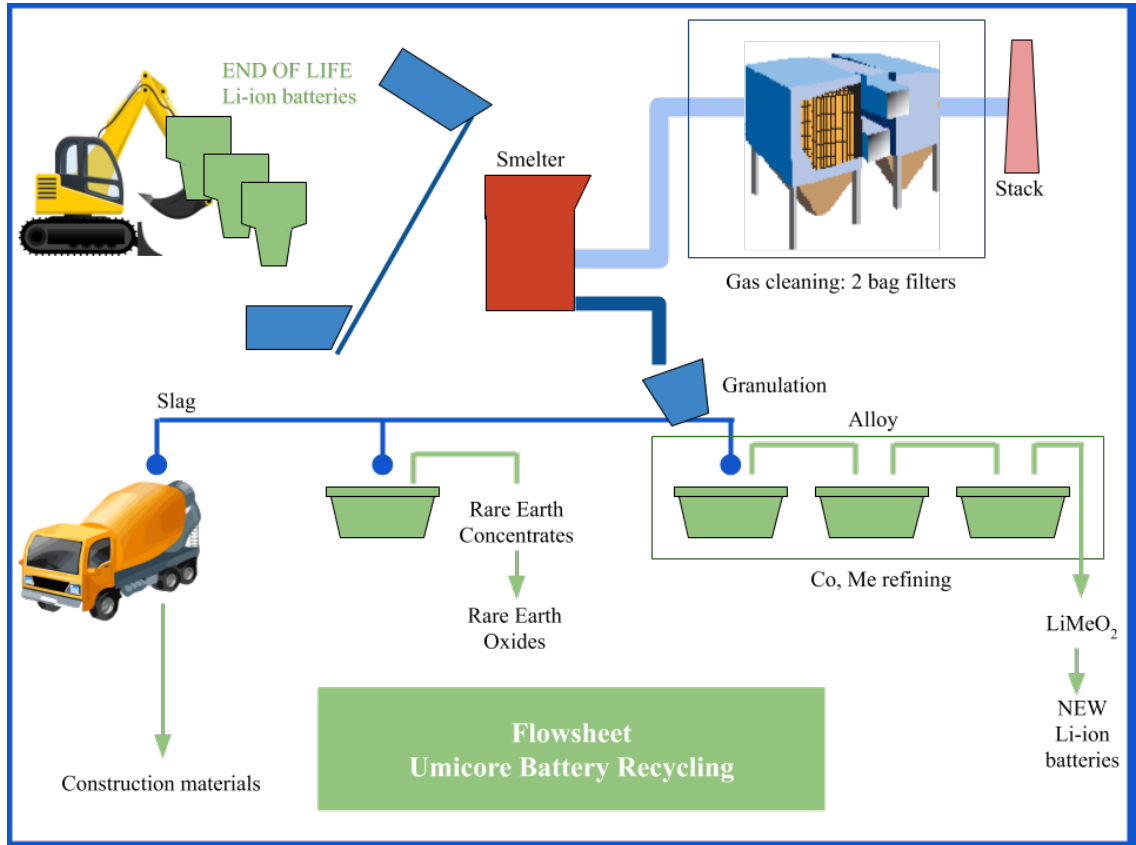 END OF LIFE
Li-ion batteries
Smelter
Stack
Gas cleaning: 2 bag filters
Granulation
Slag
Alloy
Rare Earth
Concentrates
Co, Me refining
Rare Earth
Oxides
LiMeO₂
NEW
Li-ion
batteries
Flowsheet
Umicore Battery Recycling
Construction materials